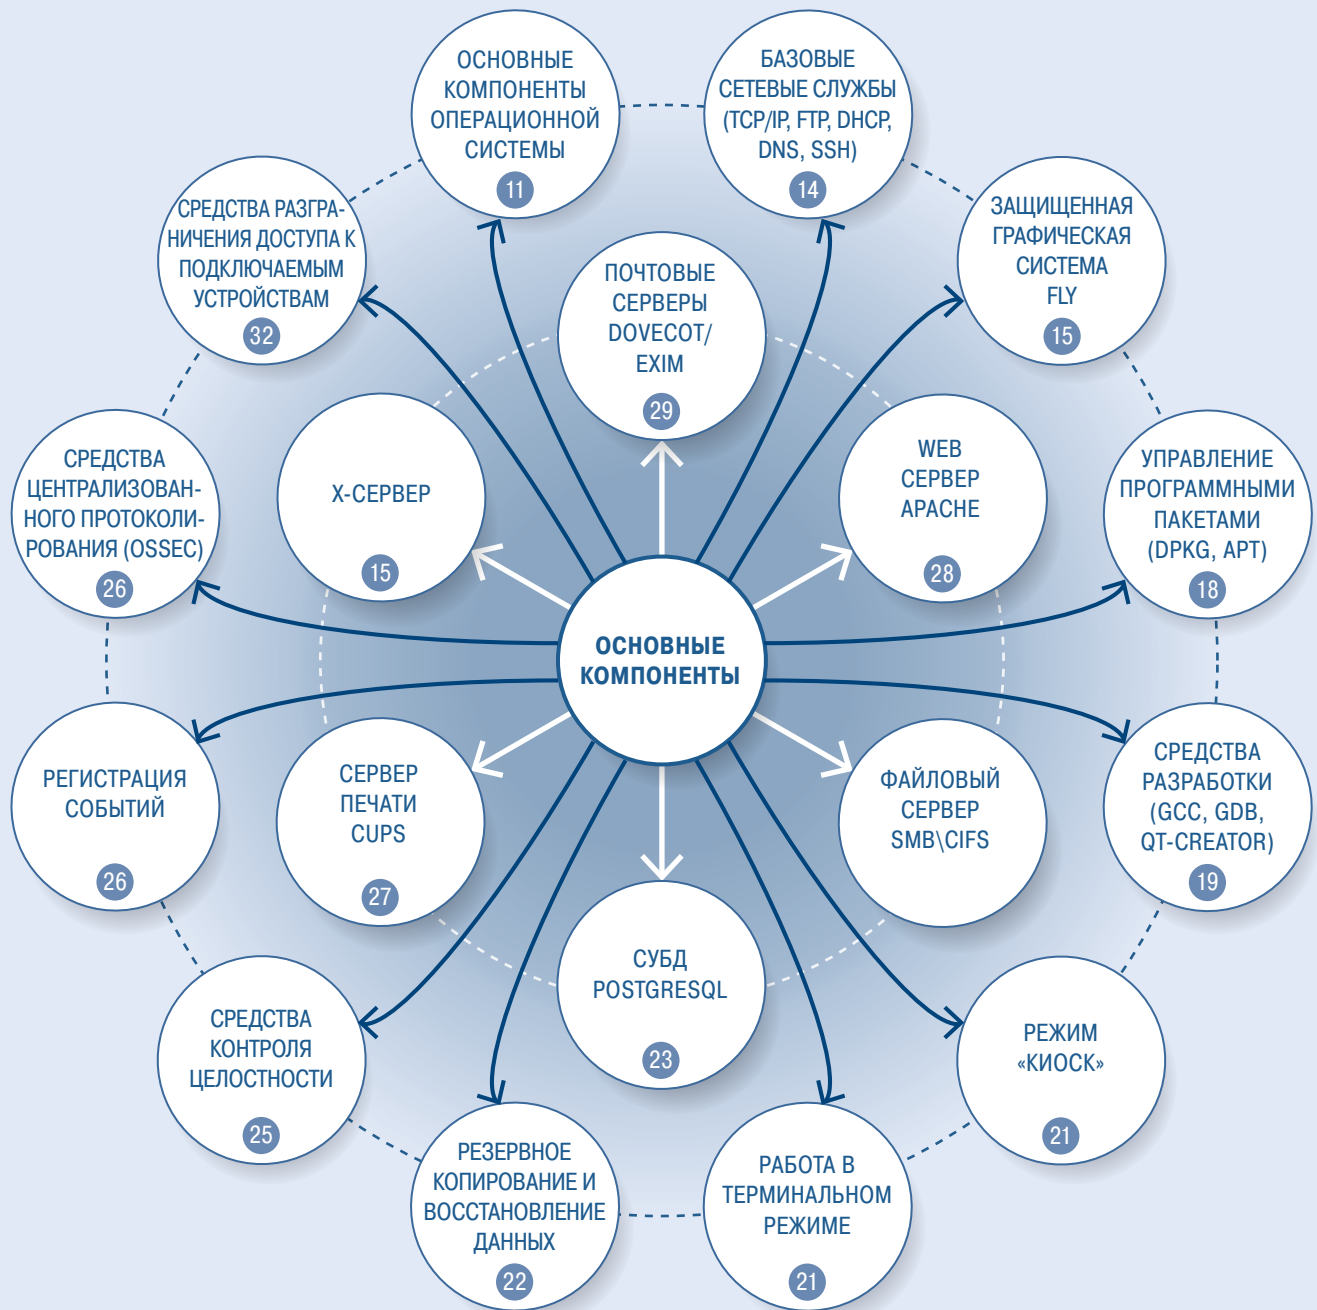 ОСНОВНЫЕ
КОМПОНЕНТЫ
ОПЕРАЦИОННОЙ
СИСТЕМЫ
11
БАЗОВЫЕ
СЕТЕВЫЕ СЛУЖБЫ
(TCP/IP, FTP, DHCP,
DNS, SSH)
14
СРЕДСТВА РАЗГРА-
НИЧЕНИЯ ДОСТУПА К
ПОДКЛЮЧАЕМЫМ
УСТРОЙСТВАМ
32
ПОЧТОВЫЕ
СЕРВЕРЫ
DOVECOT/
EXIM
29
ЗАЩИЩЕННАЯ
ГРАФИЧЕСКАЯ
СИСТЕМА
FLY
15
СРЕДСТВА
ЦЕНТРАЛИЗОВАН-
НОГО ПРОТОКОЛИ-
РОВАНИЯ (OSSEC)
26
X-СЕРВЕР
15
WEB
СЕРВЕР
APACHE
28
УПРАВЛЕНИЕ
ПРОГРАММНЫМИ
ПАКЕТАМИ
(DPKG, APT)
18
ОСНОВНЫЕ
КОМПОНЕНТЫ
РЕГИСТРАЦИЯ
СОБЫТИЙ
26
СЕРВЕР
ПЕЧАТИ
CUPS
27
ФАЙЛОВЫЙ
СЕРВЕР
SMB\CIFS
СРЕДСТВА
РАЗРАБОТКИ
(GCC, GDB,
QT-CREATOR)
19
СРЕДСТВА
КОНТРОЛЯ
ЦЕЛОСТНОСТИ
25
СУБД
POSTGRESQL
23
РЕЖИМ
«КИОСК»
21
РЕЗЕРВНОЕ
КОПИРОВАНИЕ И
ВОССТАНОВЛЕНИЕ
ДАННЫХ
22
РАБОТА В
ТЕРМИНАЛЬНОМ
РЕЖИМЕ
21